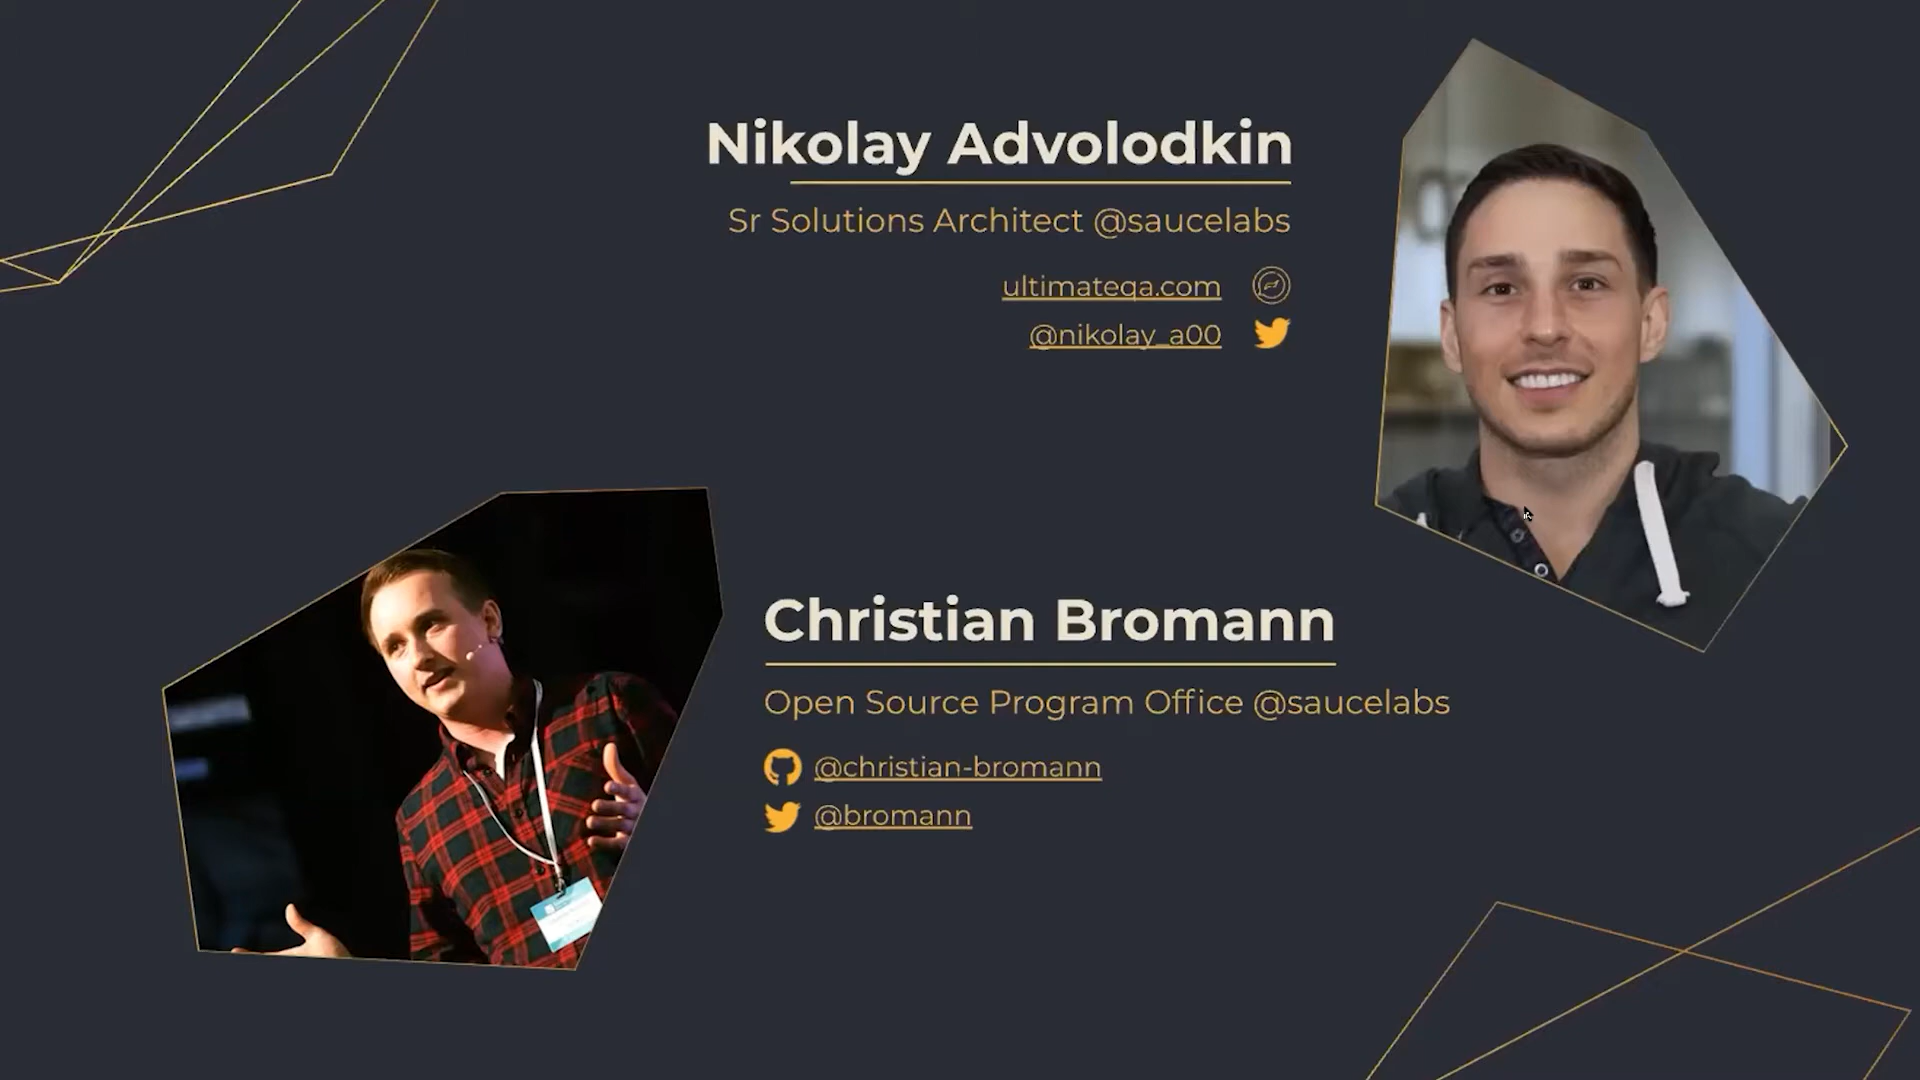 Nikolay Advolodkin
Sr Solutions Architect @saucelabs
ultimateqa.com
@nikolay_a00
Christian Bromann
Open Source Program Office @saucelabs
@christian-bromann
@bromann